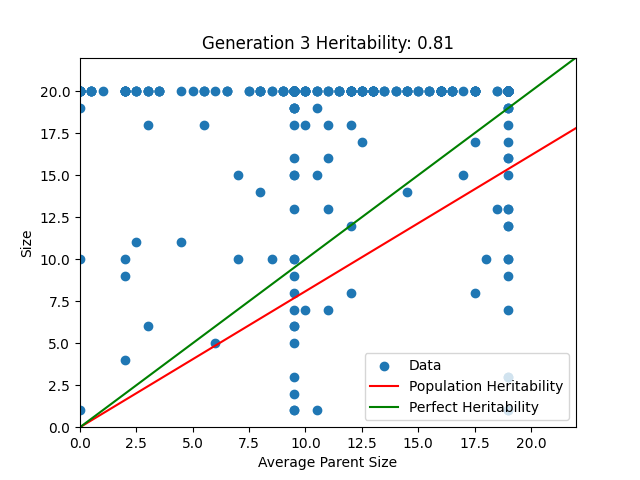 Generation 3 Heritability: 0.81
Size
20.0
17.5
15.0
12.5
10.0
7.5
5.0
2.5
0.0
Data
Population Heritability
Perfect Heritability
0.0 2.5 5.0 7.5 10.0 12.5 15.0 17.5 20.0
Average Parent Size